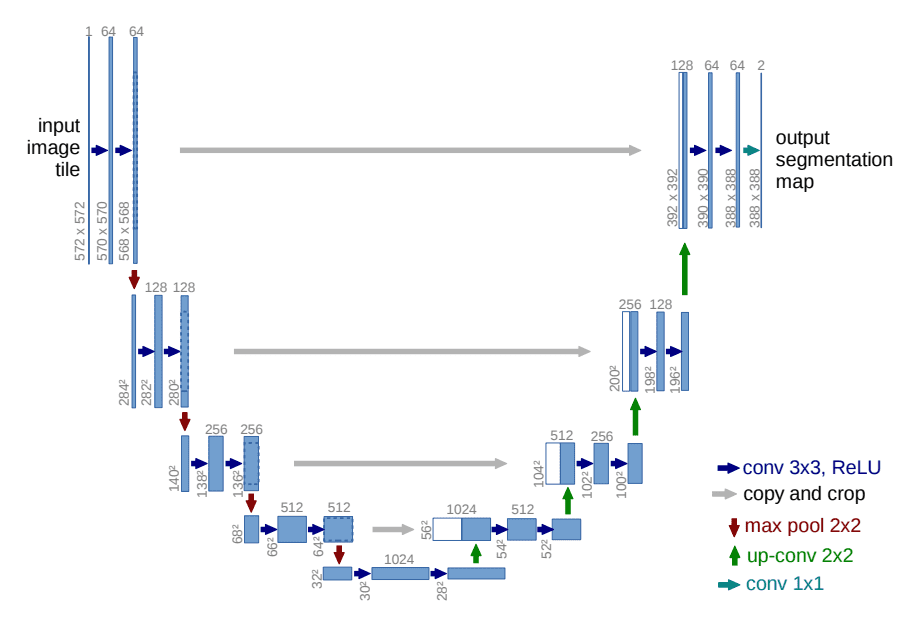 1 64 64
128 64 64 2
input
image
tile
output
segmentation
map
572 x 572
570 x 570
568 x 568
392 x 392
390 x 390
388 x 388
388 x 388
128 128
256 128
284²
282²
280²
200²
198²
196²
256 256
512 256
140²
138²
136²
104²
102²
100²
512 512
1024 512
68²
66²
64²
56²
54²
52²
1024
32²
30²
28²
conv 3x3, ReLU
copy and crop
max pool 2x2
up-conv 2x2
conv 1x1